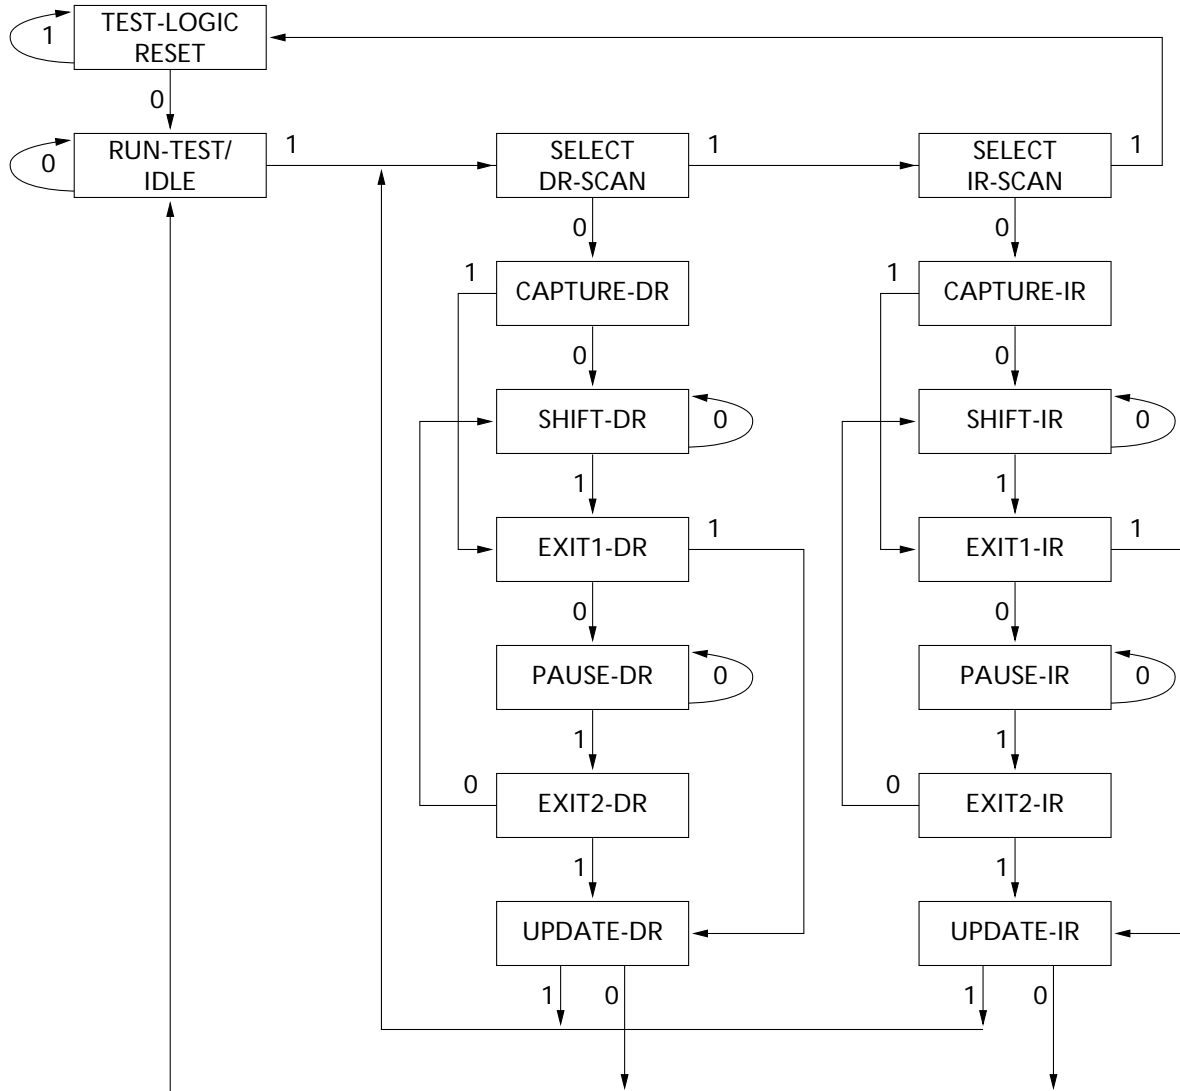 TEST-LOGIC
RESET
1
0
RUN-TEST/
IDLE
0
1
SELECT
DR-SCAN
1
SELECT
IR-SCAN
1
0
0
1
CAPTURE-DR
1
CAPTURE-IR
0
0
SHIFT-DR
0
SHIFT-IR
0
1
1
EXIT1-DR
1
EXIT1-IR
1
0
0
PAUSE-DR
0
PAUSE-IR
0
1
1
0
EXIT2-DR
0
EXIT2-IR
1
1
UPDATE-DR
UPDATE-IR
1
0
1
0